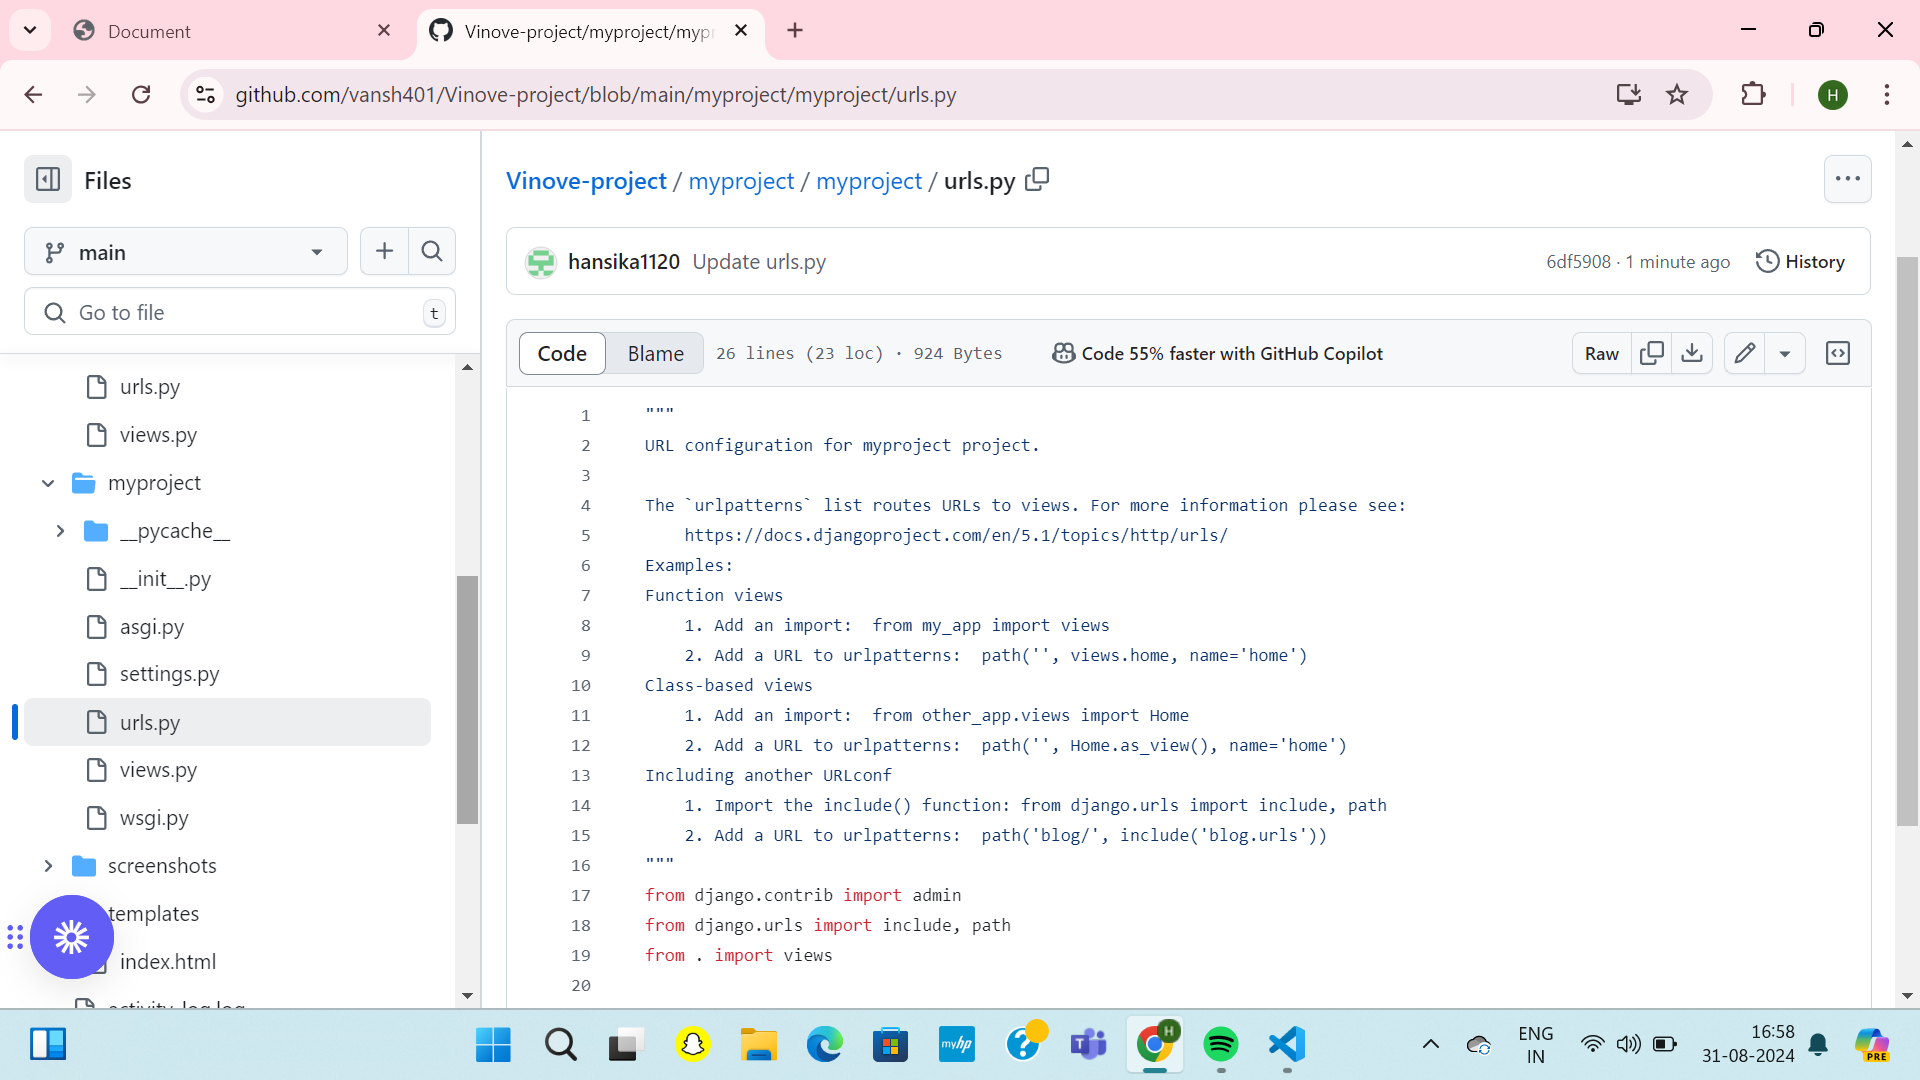 Document
Vinove-project/myproject/mypr
github.com/vansh401/Vinove-project/blob/main/myproject/myproject/urls.py
H
Files
main
Go to file
t
urls.py
views.py
myproject
__pycache__
__init__.py
asgi.py
settings.py
urls.py
views.py
wsgi.py
screenshots
templates
index.html
Vinove-project / myproject / myproject / urls.py
hansika1120 Update urls.py
6df5908 · 1 minute ago
History
Code
Blame
26 lines (23 loc) · 924 Bytes
Code 55% faster with GitHub Copilot
Raw
1 """
2 URL configuration for myproject project.
3
4 The `urlpatterns` list routes URLs to views. For more information please see:
5 https://docs.djangoproject.com/en/5.1/topics/http/urls/
6 Examples:
7 Function views
8 1. Add an import:  from my_app import views
9 2. Add a URL to urlpatterns:  path('', views.home, name='home')
10 Class-based views
11 1. Add an import:  from other_app.views import Home
12 2. Add a URL to urlpatterns:  path('', Home.as_view(), name='home')
13 Including another URLconf
14 1. Import the include() function: from django.urls import include, path
15 2. Add a URL to urlpatterns:  path('blog/', include('blog.urls'))
16 """
17 from django.contrib import admin
18 from django.urls import include, path
19 from . import views
20
myhp
H
ENG
IN
16:58
31-08-2024
PRE